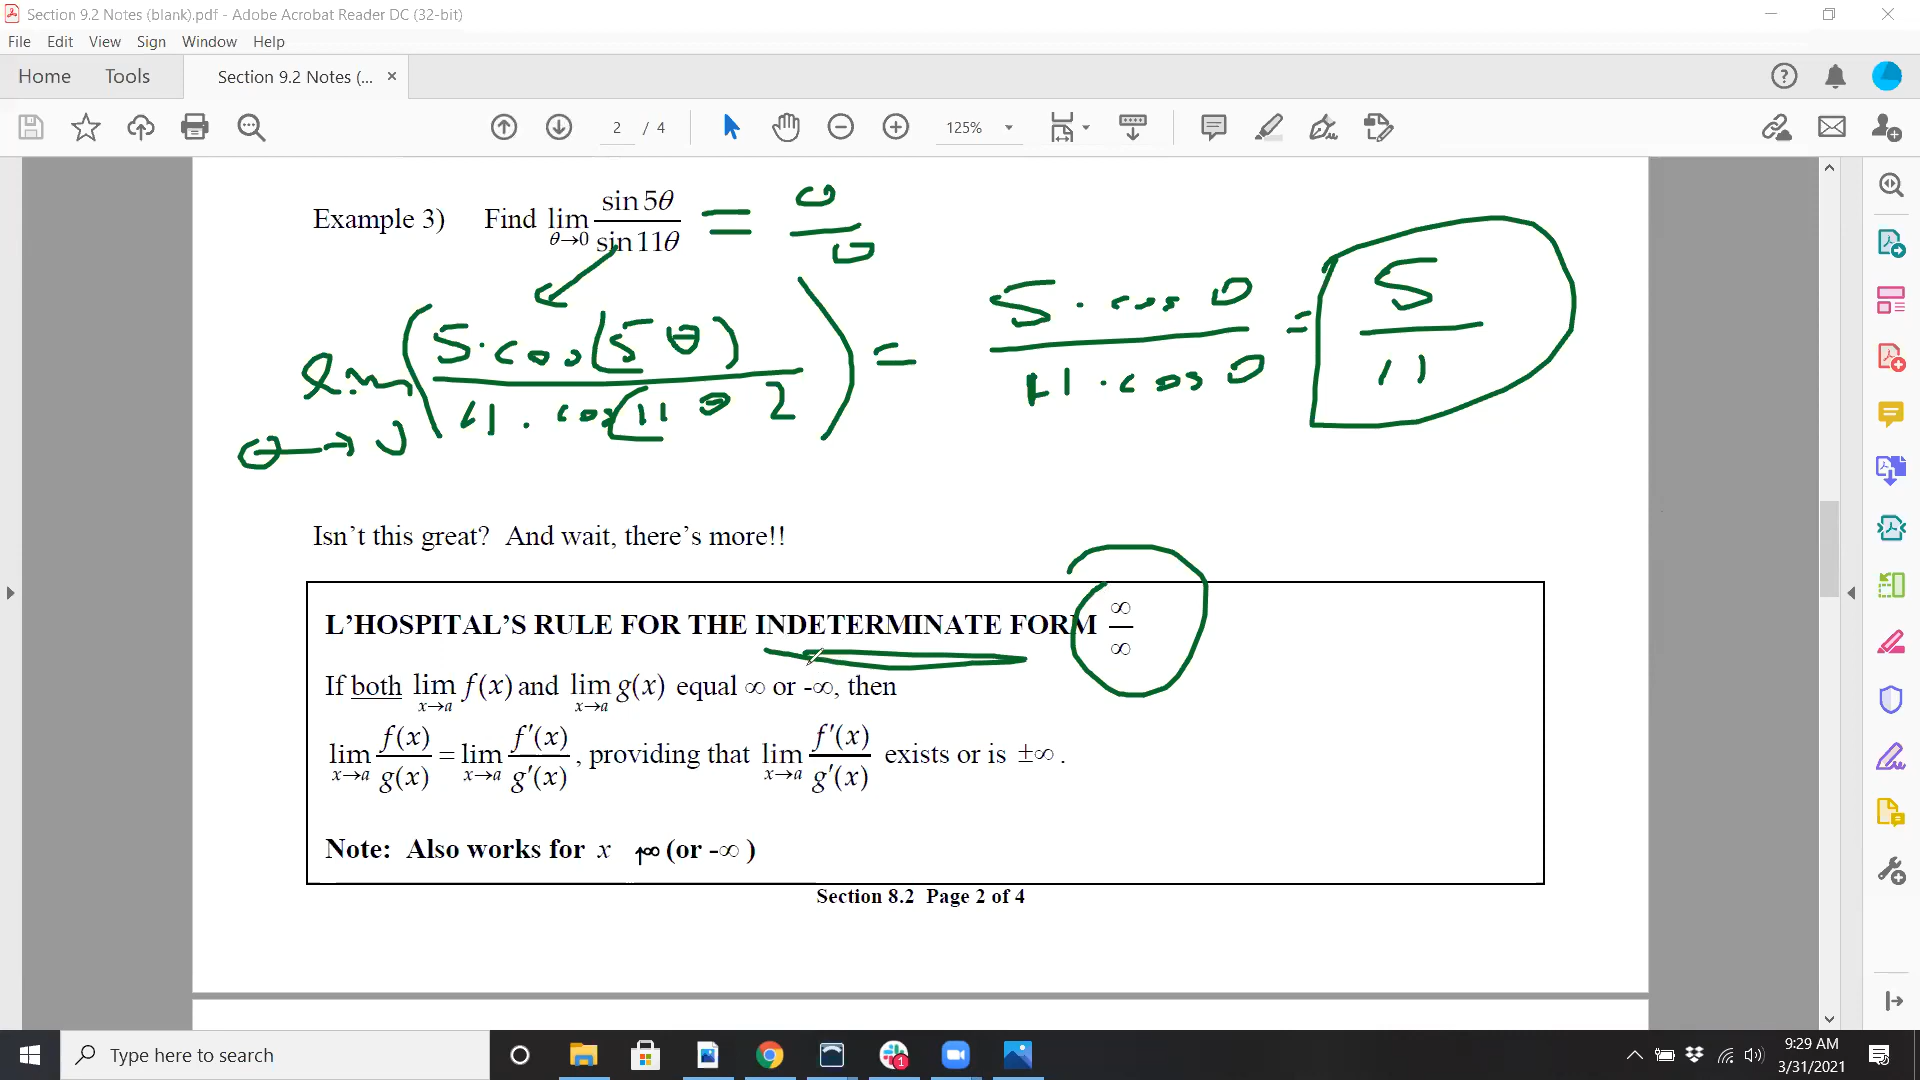 Section 9.2 Notes (blank).pdf - Adobe Acrobat Reader DC (32-bit)
File Edit View Sign Window Help
Home Tools Section 9.2 Notes (... ×
2 / 4 125%
Example 3) Find lim θ→0 sin 5θ / sin 11θ = 0/0
lim θ→0 (5·cos(5θ) / 11·cos(11θ)) = 5·cos 0 / 11·cos 0 = 5/11
Isn't this great? And wait, there's more!!
L'HOSPITAL'S RULE FOR THE INDETERMINATE FORM ∞/∞
If both lim x→a f(x) and lim x→a g(x) equal ∞ or -∞, then
lim x→a f(x)/g(x) = lim x→a f'(x)/g'(x), providing that lim x→a f'(x)/g'(x) exists or is ±∞.
Note: Also works for x ↑∞ (or -∞ )
Section 8.2 Page 2 of 4
Type here to search
1
9:29 AM
3/31/2021